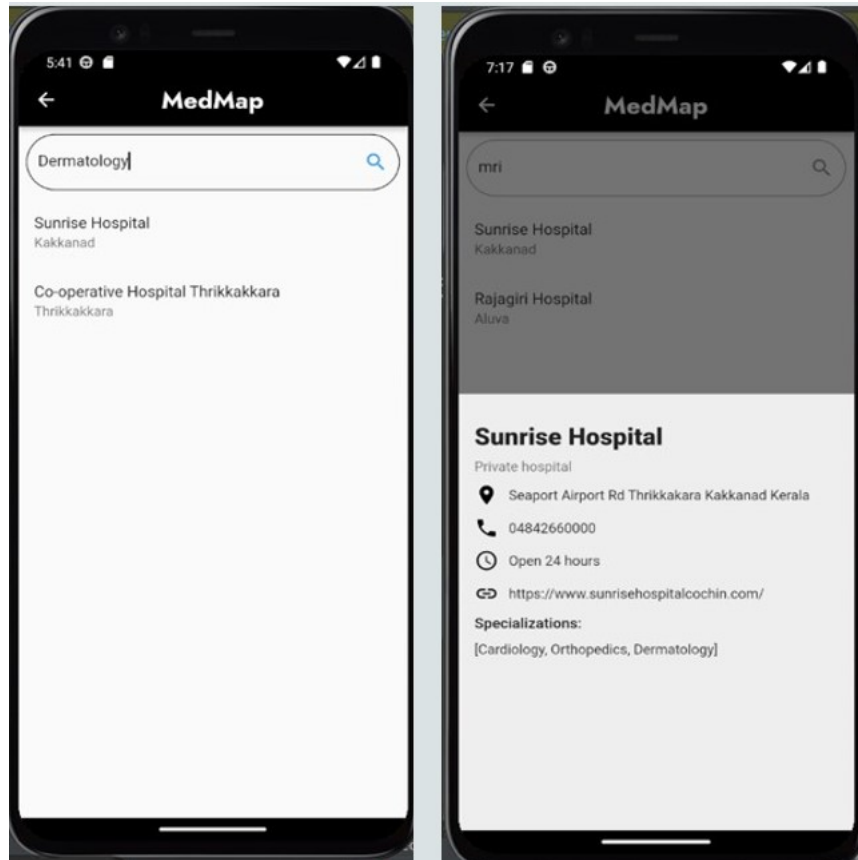 5:41
MedMap
Dermatology
Sunrise Hospital
Kakkanad
Co-operative Hospital Thrikkakkara
Thrikkakkara
7:17
MedMap
mri
Sunrise Hospital
Kakkanad
Rajagiri Hospital
Aluva
Sunrise Hospital
Private hospital
Seaport Airport Rd Thrikkakara Kakkanad Kerala
04842660000
Open 24 hours
https://www.sunrisehospitalcochin.com/
Specializations:
[Cardiology, Orthopedics, Dermatology]